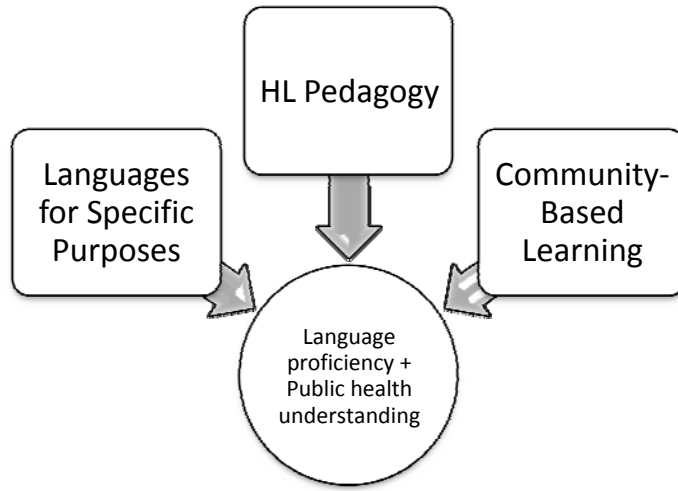 HL Pedagogy
Languages
for Specific
Purposes
Community-
Based
Learning
Language
proficiency +
Public health
understanding